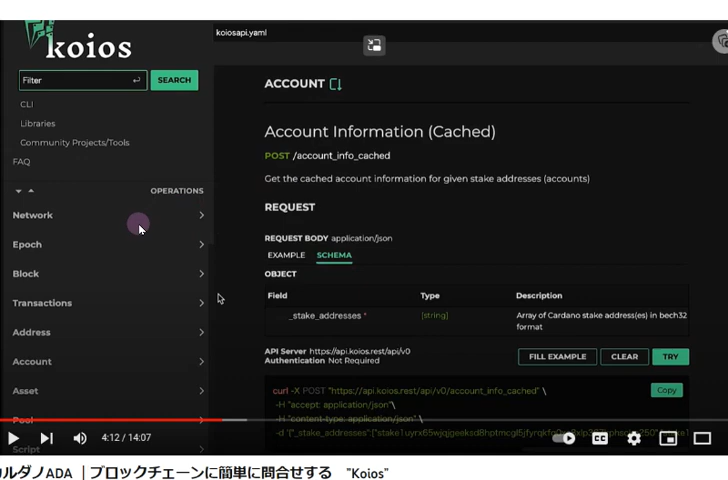 koios
koiosapi.yaml
Filter
SEARCH
CLI
Libraries
Community Projects/Tools
FAQ
OPERATIONS
Network
Epoch
Block
Transactions
Address
Account
Asset
Pool
Script
ACCOUNT
Account Information (Cached)
POST /account_info_cached
Get the cached account information for given stake addresses (accounts)
REQUEST
REQUEST BODY application/json
EXAMPLE SCHEMA
OBJECT
Field Type Description
_stake_addresses * [string] Array of Cardano stake address(es) in bech32
format
API Server https://api.koios.rest/api/v0
Authentication Not Required
FILL EXAMPLE CLEAR TRY
curl -X POST "https://api.koios.rest/api/v0/account_info_cached" \
Copy
-H "accept: application/json"\
-H "content-type: application/json" \
-d '{"_stake_addresses":
4:12 / 14:07
CC
カルダノADA ｜ブロックチェーンに簡単に問合せする "Koios"